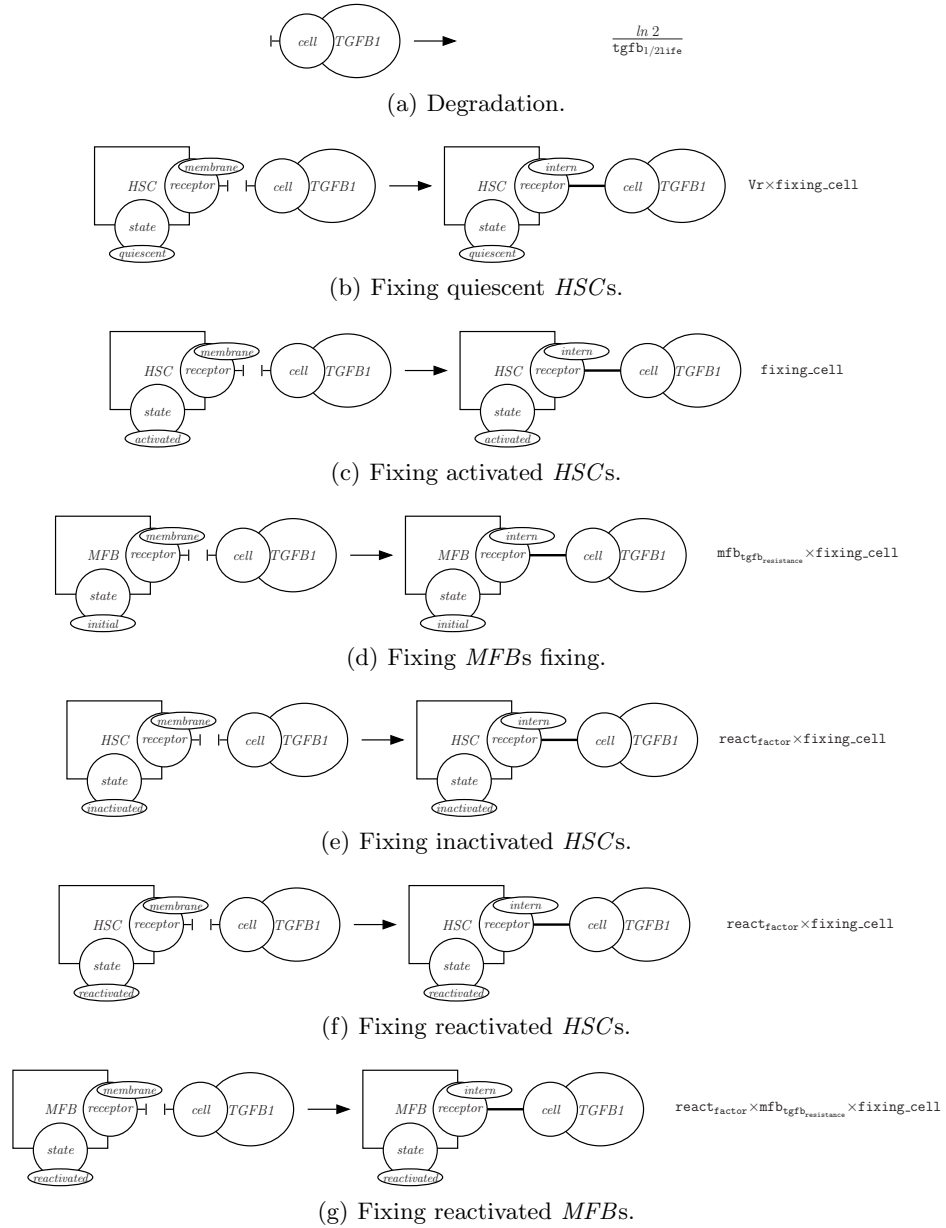 cell TGFB1 ln 2
tgfb1/2life
(a) Degradation.
membrane intern
HSC receptor cell TGFB1 HSC receptor cell TGFB1 Vr×fixing_cell
state state
quiescent quiescent
(b) Fixing quiescent HSCs.
membrane intern
HSC receptor cell TGFB1 HSC receptor cell TGFB1 fixing_cell
state state
activated activated
(c) Fixing activated HSCs.
membrane intern
MFB receptor cell TGFB1 MFB receptor cell TGFB1 mfbtgfbresistance×fixing_cell
state state
initial initial
(d) Fixing MFBs fixing.
membrane intern
HSC receptor cell TGFB1 HSC receptor cell TGFB1 reactfactor×fixing_cell
state state
inactivated inactivated
(e) Fixing inactivated HSCs.
membrane intern
HSC receptor cell TGFB1 HSC receptor cell TGFB1 reactfactor×fixing_cell
state state
reactivated reactivated
(f) Fixing reactivated HSCs.
membrane intern
MFB receptor cell TGFB1 MFB receptor cell TGFB1 reactfactor×mfbtgfbresistance×fixing_cell
state state
reactivated reactivated
(g) Fixing reactivated MFBs.